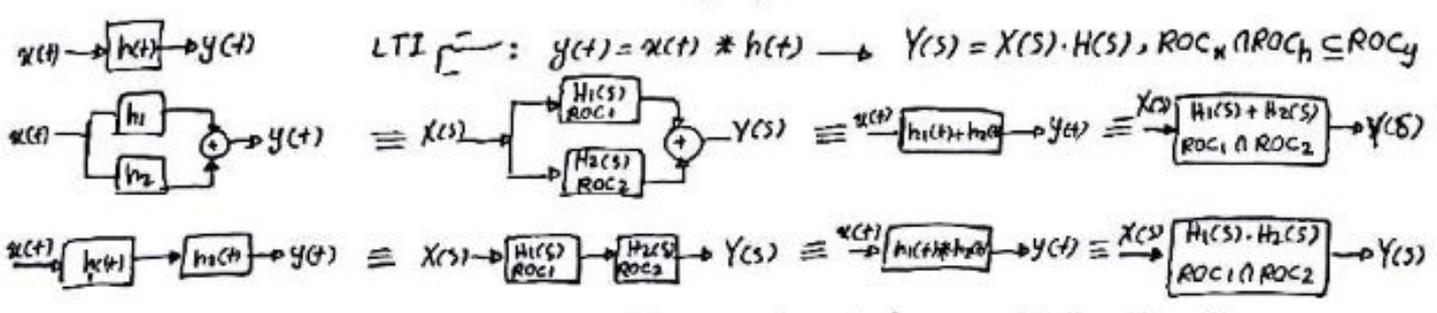 x(t) h(t) y(t) LTI : y(t) = x(t) * h(t) → Y(s) = X(s)·H(s), ROCx ∩ ROCh ⊆ ROCy
x(t) h1 h2 + y(t) ≡ X(s) H1(s) ROC1 H2(s) ROC2 + Y(s) ≡ x(t) h1(t)+h2(t) y(t) ≡ X(s) H1(s) + H2(s) ROC1 ∩ ROC2 Y(s)
x(t) h1(t) h2(t) y(t) ≡ X(s) H1(s) ROC1 H2(s) ROC2 Y(s) ≡ x(t) h1(t)*h2(t) y(t) ≡ X(s) H1(s)·H2(s) ROC1 ∩ ROC2 Y(s)